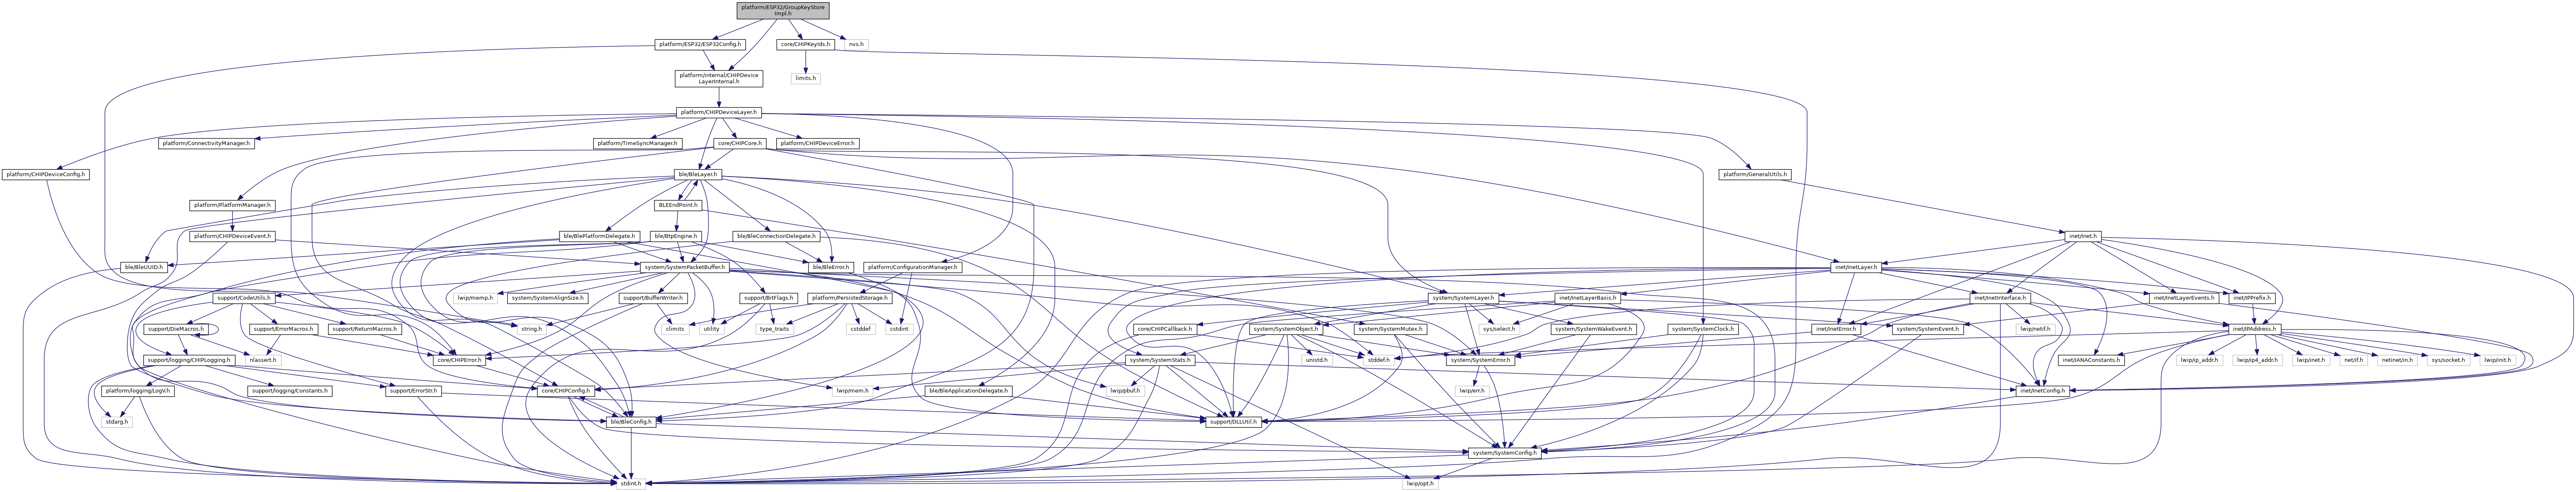 platform/ESP32/GroupKeyStore
Impl.h
platform/ESP32/ESP32Config.h
core/CHIPKeyIds.h
nvs.h
platform/internal/CHIPDevice
LayerInternal.h
limits.h
platform/CHIPDeviceLayer.h
platform/ConnectivityManager.h
platform/TimeSyncManager.h
core/CHIPCore.h
platform/CHIPDeviceError.h
platform/CHIPDeviceConfig.h
ble/BleLayer.h
platform/GeneralUtils.h
platform/PlatformManager.h
BLEEndPoint.h
platform/CHIPDeviceEvent.h
ble/BlePlatformDelegate.h
ble/BtpEngine.h
ble/BleConnectionDelegate.h
inet/Inet.h
ble/BleUUID.h
system/SystemPacketBuffer.h
ble/BleError.h
platform/ConfigurationManager.h
inet/InetLayer.h
lwip/memp.h
system/SystemAlignSize.h
support/CodeUtils.h
support/BufferWriter.h
support/BitFlags.h
platform/PersistedStorage.h
system/SystemLayer.h
inet/InetLayerBasis.h
inet/InetInterface.h
inet/InetLayerEvents.h
inet/IPPrefix.h
support/DieMacros.h
support/ErrorMacros.h
support/ReturnMacros.h
string.h
climits
utility
type_traits
cstddef
cstdint
core/CHIPCallback.h
system/SystemObject.h
system/SystemMutex.h
sys/select.h
system/SystemWakeEvent.h
system/SystemClock.h
inet/InetError.h
system/SystemEvent.h
lwip/netif.h
inet/IPAddress.h
support/logging/CHIPLogging.h
nlassert.h
core/CHIPError.h
system/SystemStats.h
unistd.h
stddef.h
system/SystemError.h
inet/IANAConstants.h
lwip/ip_addr.h
lwip/ip4_addr.h
lwip/inet.h
net/if.h
netinet/in.h
sys/socket.h
lwip/init.h
platform/logging/LogV.h
support/logging/Constants.h
support/ErrorStr.h
core/CHIPConfig.h
lwip/mem.h
ble/BleApplicationDelegate.h
lwip/pbuf.h
lwip/err.h
inet/InetConfig.h
stdarg.h
ble/BleConfig.h
support/DLLUtil.h
system/SystemConfig.h
stdint.h
lwip/opt.h